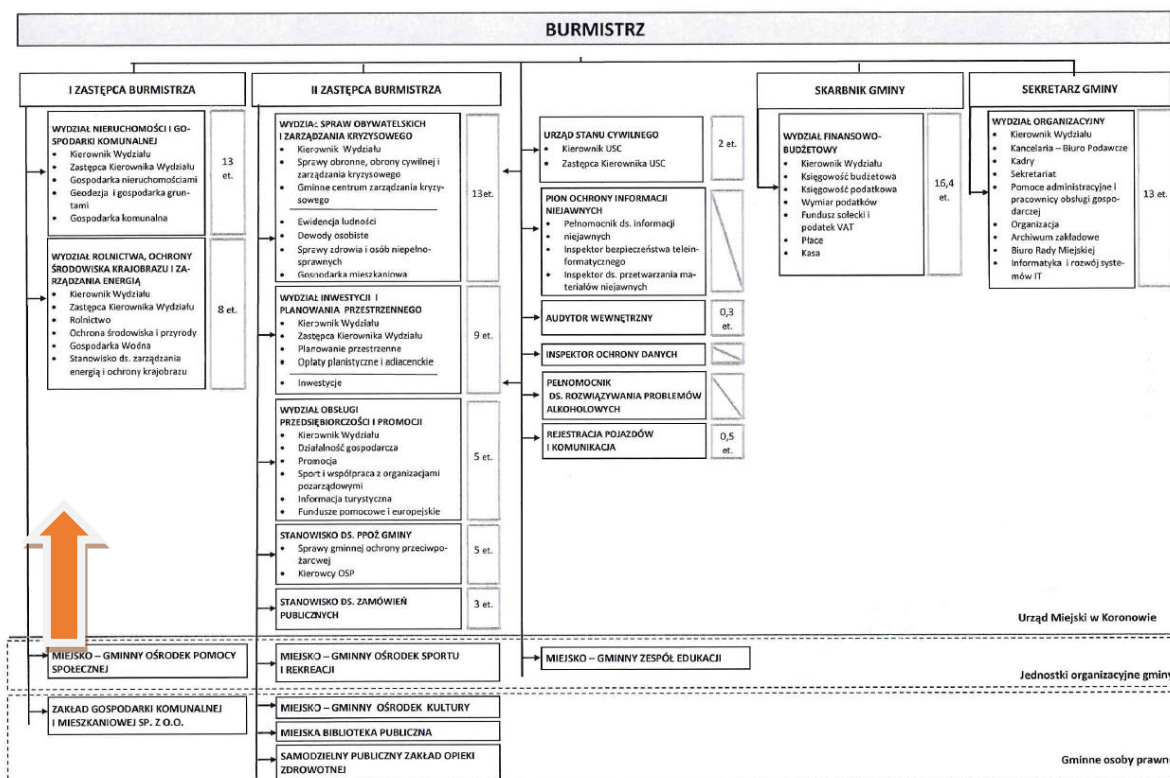 BURMISTRZ
I ZASTĘPCA BURMISTRZA
WYDZIAŁ NIERUCHOMOŚCI I GO-
SPODARKI KOMUNALNEJ
• Kierownik Wydziału
• Zastępca Kierownika Wydziału
• Gospodarka nieruchomościami
• Geodezja i gospodarka grun-
tami
• Gospodarka komunalna
13
et.
WYDZIAŁ ROLNICTWA, OCHRONY
ŚRODOWISKA KRAJOBRAZU I ZA-
RZĄDZANIA ENERGIĄ
• Kierownik Wydziału
• Zastępca Kierownika Wydziału
• Rolnictwo
• Ochrona środowiska i przyrody
• Gospodarka Wodna
• Stanowisko ds. zarządzania
energią i ochrony krajobrazu
8 et.
II ZASTĘPCA BURMISTRZA
WYDZIAŁ SPRAW OBYWATELSKICH
I ZARZĄDZANIA KRYZYSOWEGO
• Kierownik Wydziału
• Sprawy obronne, obrony cywilnej i
zarządzania kryzysowego
• Gminne centrum zarządzania kryzy-
sowego
• Ewidencja ludności
• Dowody osobiste
• Sprawy zdrowia i osób niepełno-
sprawnych
• Gospodarka mieszkaniowa
13et.
WYDZIAŁ INWESTYCJI I
PLANOWANIA PRZESTRZENNEGO
• Kierownik Wydziału
• Zastępca Kierownika Wydziału
• Planowanie przestrzenne
• Opłaty planistyczne i adiacenckie
• Inwestycje
9 et.
WYDZIAŁ OBSŁUGI
PRZEDSIĘBIORCZOŚCI I PROMOCJI
• Kierownik Wydziału
• Działalność gospodarcza
• Promocja
• Sport i współpraca z organizacjami
pozarządowymi
• Informacja turystyczna
• Fundusze pomocowe i europejskie
5 et.
STANOWISKO DS. PPOŻ GMINY
• Sprawy gminnej ochrony przeciwpo-
żarowej
• Kierowcy OSP
5 et.
STANOWISKO DS. ZAMÓWIEŃ
PUBLICZNYCH
3 et.
URZĄD STANU CYWILNEGO
• Kierownik USC
• Zastępca Kierownika USC
2 et.
PION OCHRONY INFORMACJI
NIEJAWNYCH
• Pełnomocnik ds. informacji
• niejawnych
• Inspektor bezpieczeństwa telein-
formatycznego
• Inspektor ds. przetwarzania ma-
teriałów niejawnych
AUDYTOR WEWNĘTRZNY
0,3
et.
INSPEKTOR OCHRONY DANYCH
PEŁNOMOCNIK
DS. ROZWIĄZYWANIA PROBLEMÓW
ALKOHOLOWYCH
REJESTRACJA POJAZDÓW
I KOMUNIKACJA
0,5
et.
SKARBNIK GMINY
WYDZIAŁ FINANSOWO-
BUDŻETOWY
• Kierownik Wydziału
• Księgowość budżetowa
• Księgowość podatkowa
• Wymiar podatków
• Fundusz sołecki i
podatek VAT
• Płace
• Kasa
16,4
et.
SEKRETARZ GMINY
WYDZIAŁ ORGANIZACYJNY
• Kierownik Wydziału
• Kancelaria – Biuro Podawcze
• Kadry
• Sekretariat
• Pomoce administracyjne i
pracownicy obsługi gospo-
darczej
• Organizacja
• Archiwum zakładowe
• Biuro Rady Miejskiej
• Informatyka i rozwój syste-
mów IT
13 et.
Urząd Miejski w Koronowie
MIEJSKO – GMINNY OŚRODEK POMOCY
SPOŁECZNEJ
MIEJSKO – GMINNY OŚRODEK SPORTU
I REKREACJI
MIEJSKO – GMINNY ZESPÓŁ EDUKACJI
Jednostki organizacyjne gminy
ZAKŁAD GOSPODARKI KOMUNALNEJ
I MIESZKANIOWEJ SP. Z O.O.
MIEJSKO – GMINNY OŚRODEK KULTURY
MIEJSKA BIBLIOTEKA PUBLICZNA
SAMODZIELNY PUBLICZNY ZAKŁAD OPIEKI
ZDROWOTNEJ
Gminne osoby prawne